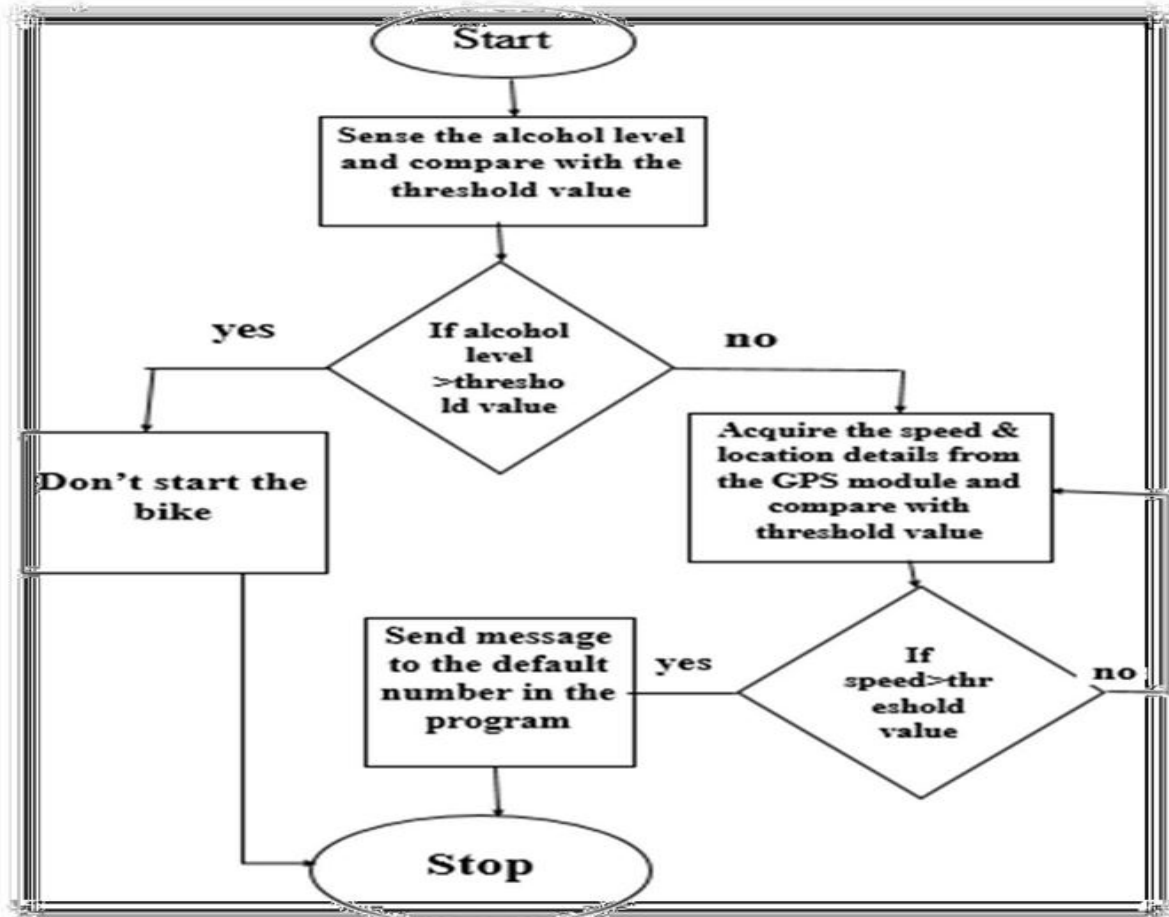 Start
Sense the alcohol level
and compare with the
threshold value
yes
If alcohol
level
>thresho
ld value
no
Don't start the
bike
Acquire the speed &
location details from
the GPS module and
compare with
threshold value
Send message
to the default
number in the
program
yes
If
speed>thr
eshold
value
no
Stop